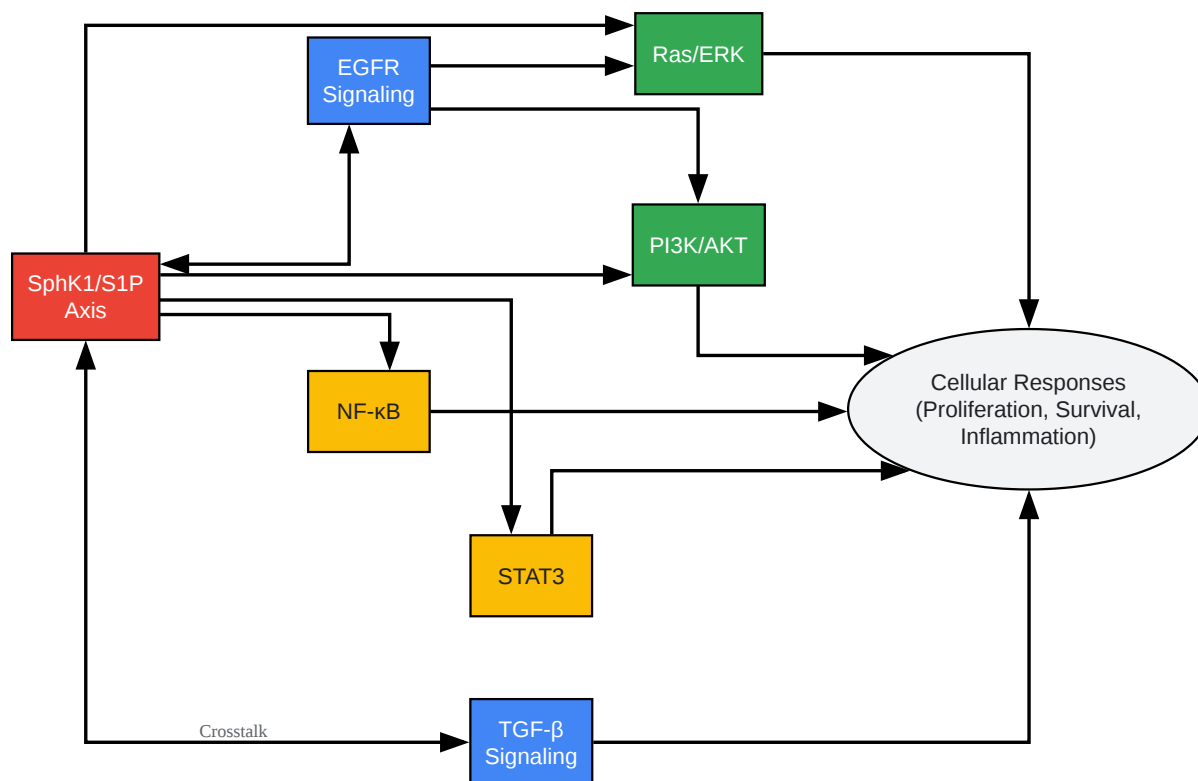 Ras/ERK
EGFR
Signaling
PI3K/AKT
SphK1/S1P
Axis
NF-κB
Cellular Responses
(Proliferation, Survival,
Inflammation)
STAT3
Crosstalk
TGF-β
Signaling